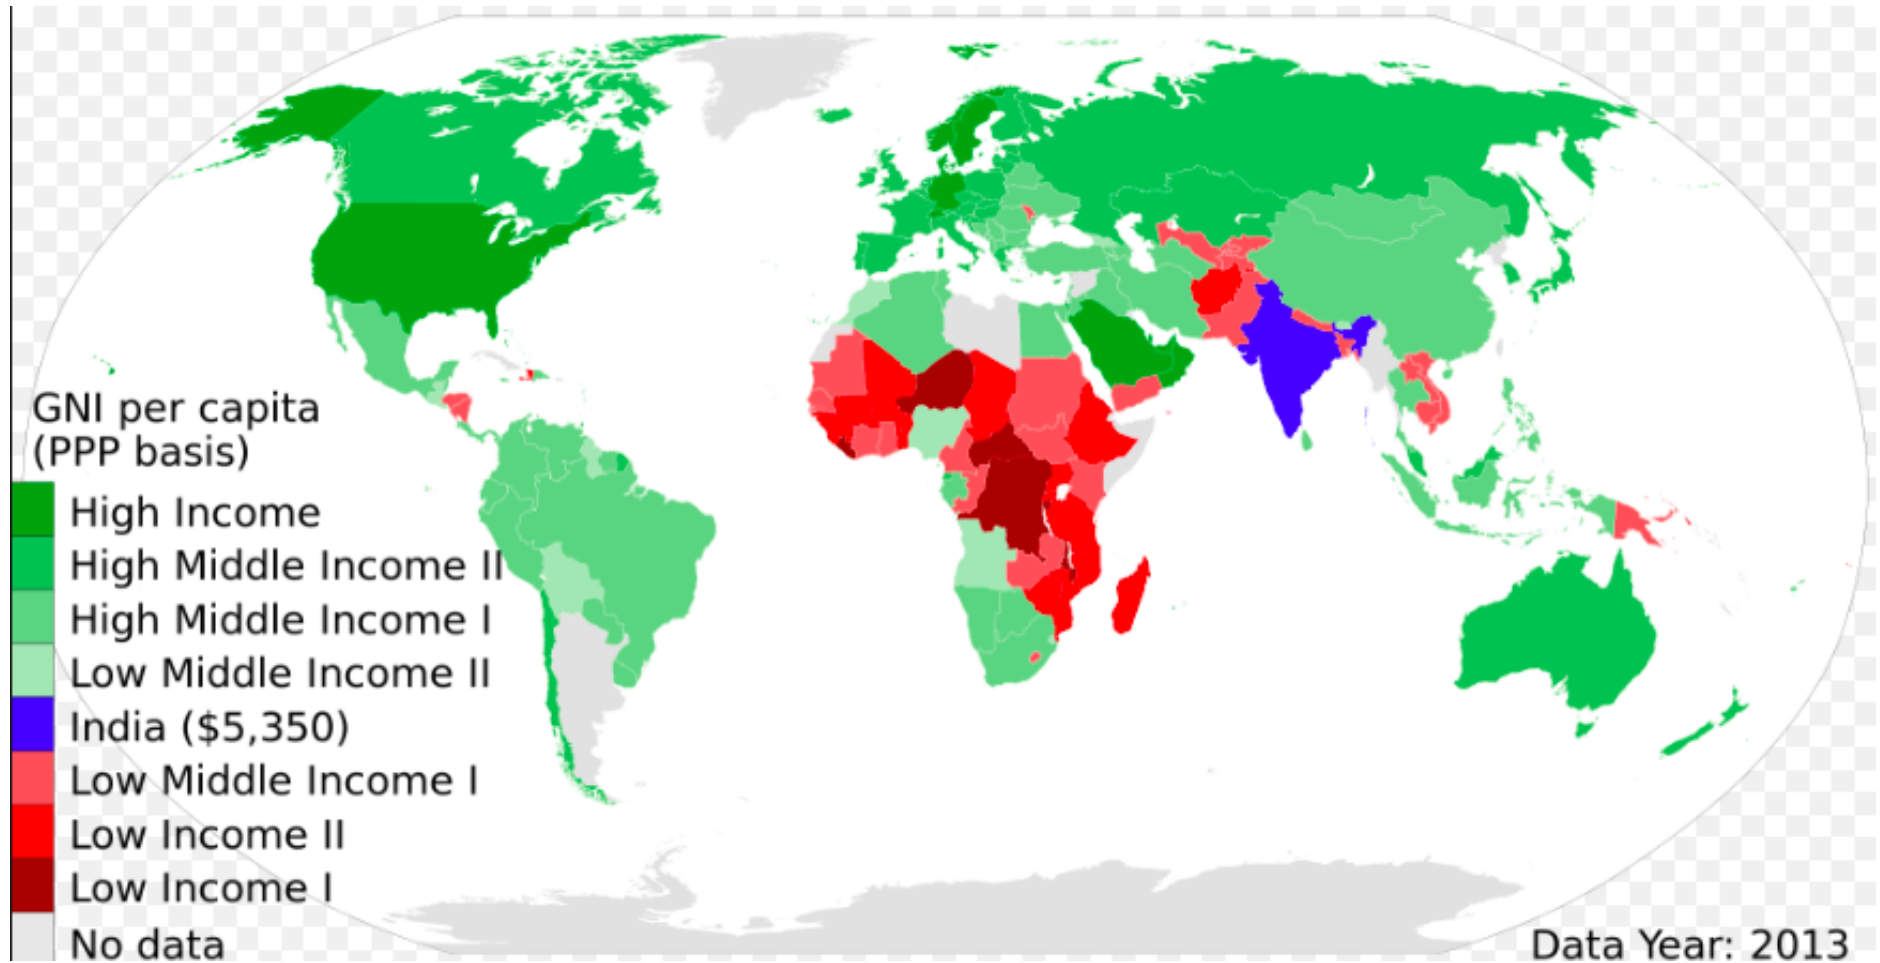 GNI per capita
(PPP basis)
High Income
High Middle Income II
High Middle Income I
Low Middle Income II
India ($5,350)
Low Middle Income I
Low Income II
Low Income I
No data
Data Year: 2013